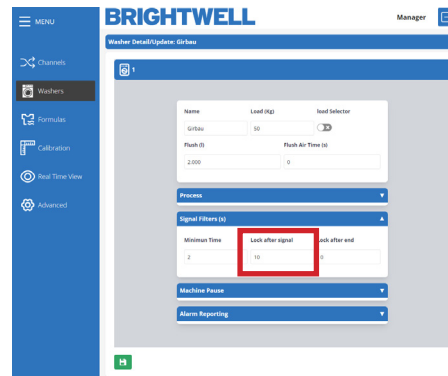 MENU
BRIGHTWELL
Manager
Washer Detail/Update: Girbau
Channels
Washers
Formulas
Calibration
Real Time View
Advanced
1
Name Load (Kg) load Selector
Girbau 50
Flush (l) Flush Air Time (s)
2.000 0
Process
Signal Filters (s)
Minimun Time Lock after signal Lock after end
2 10 0
Machine Pause
Alarm Reporting